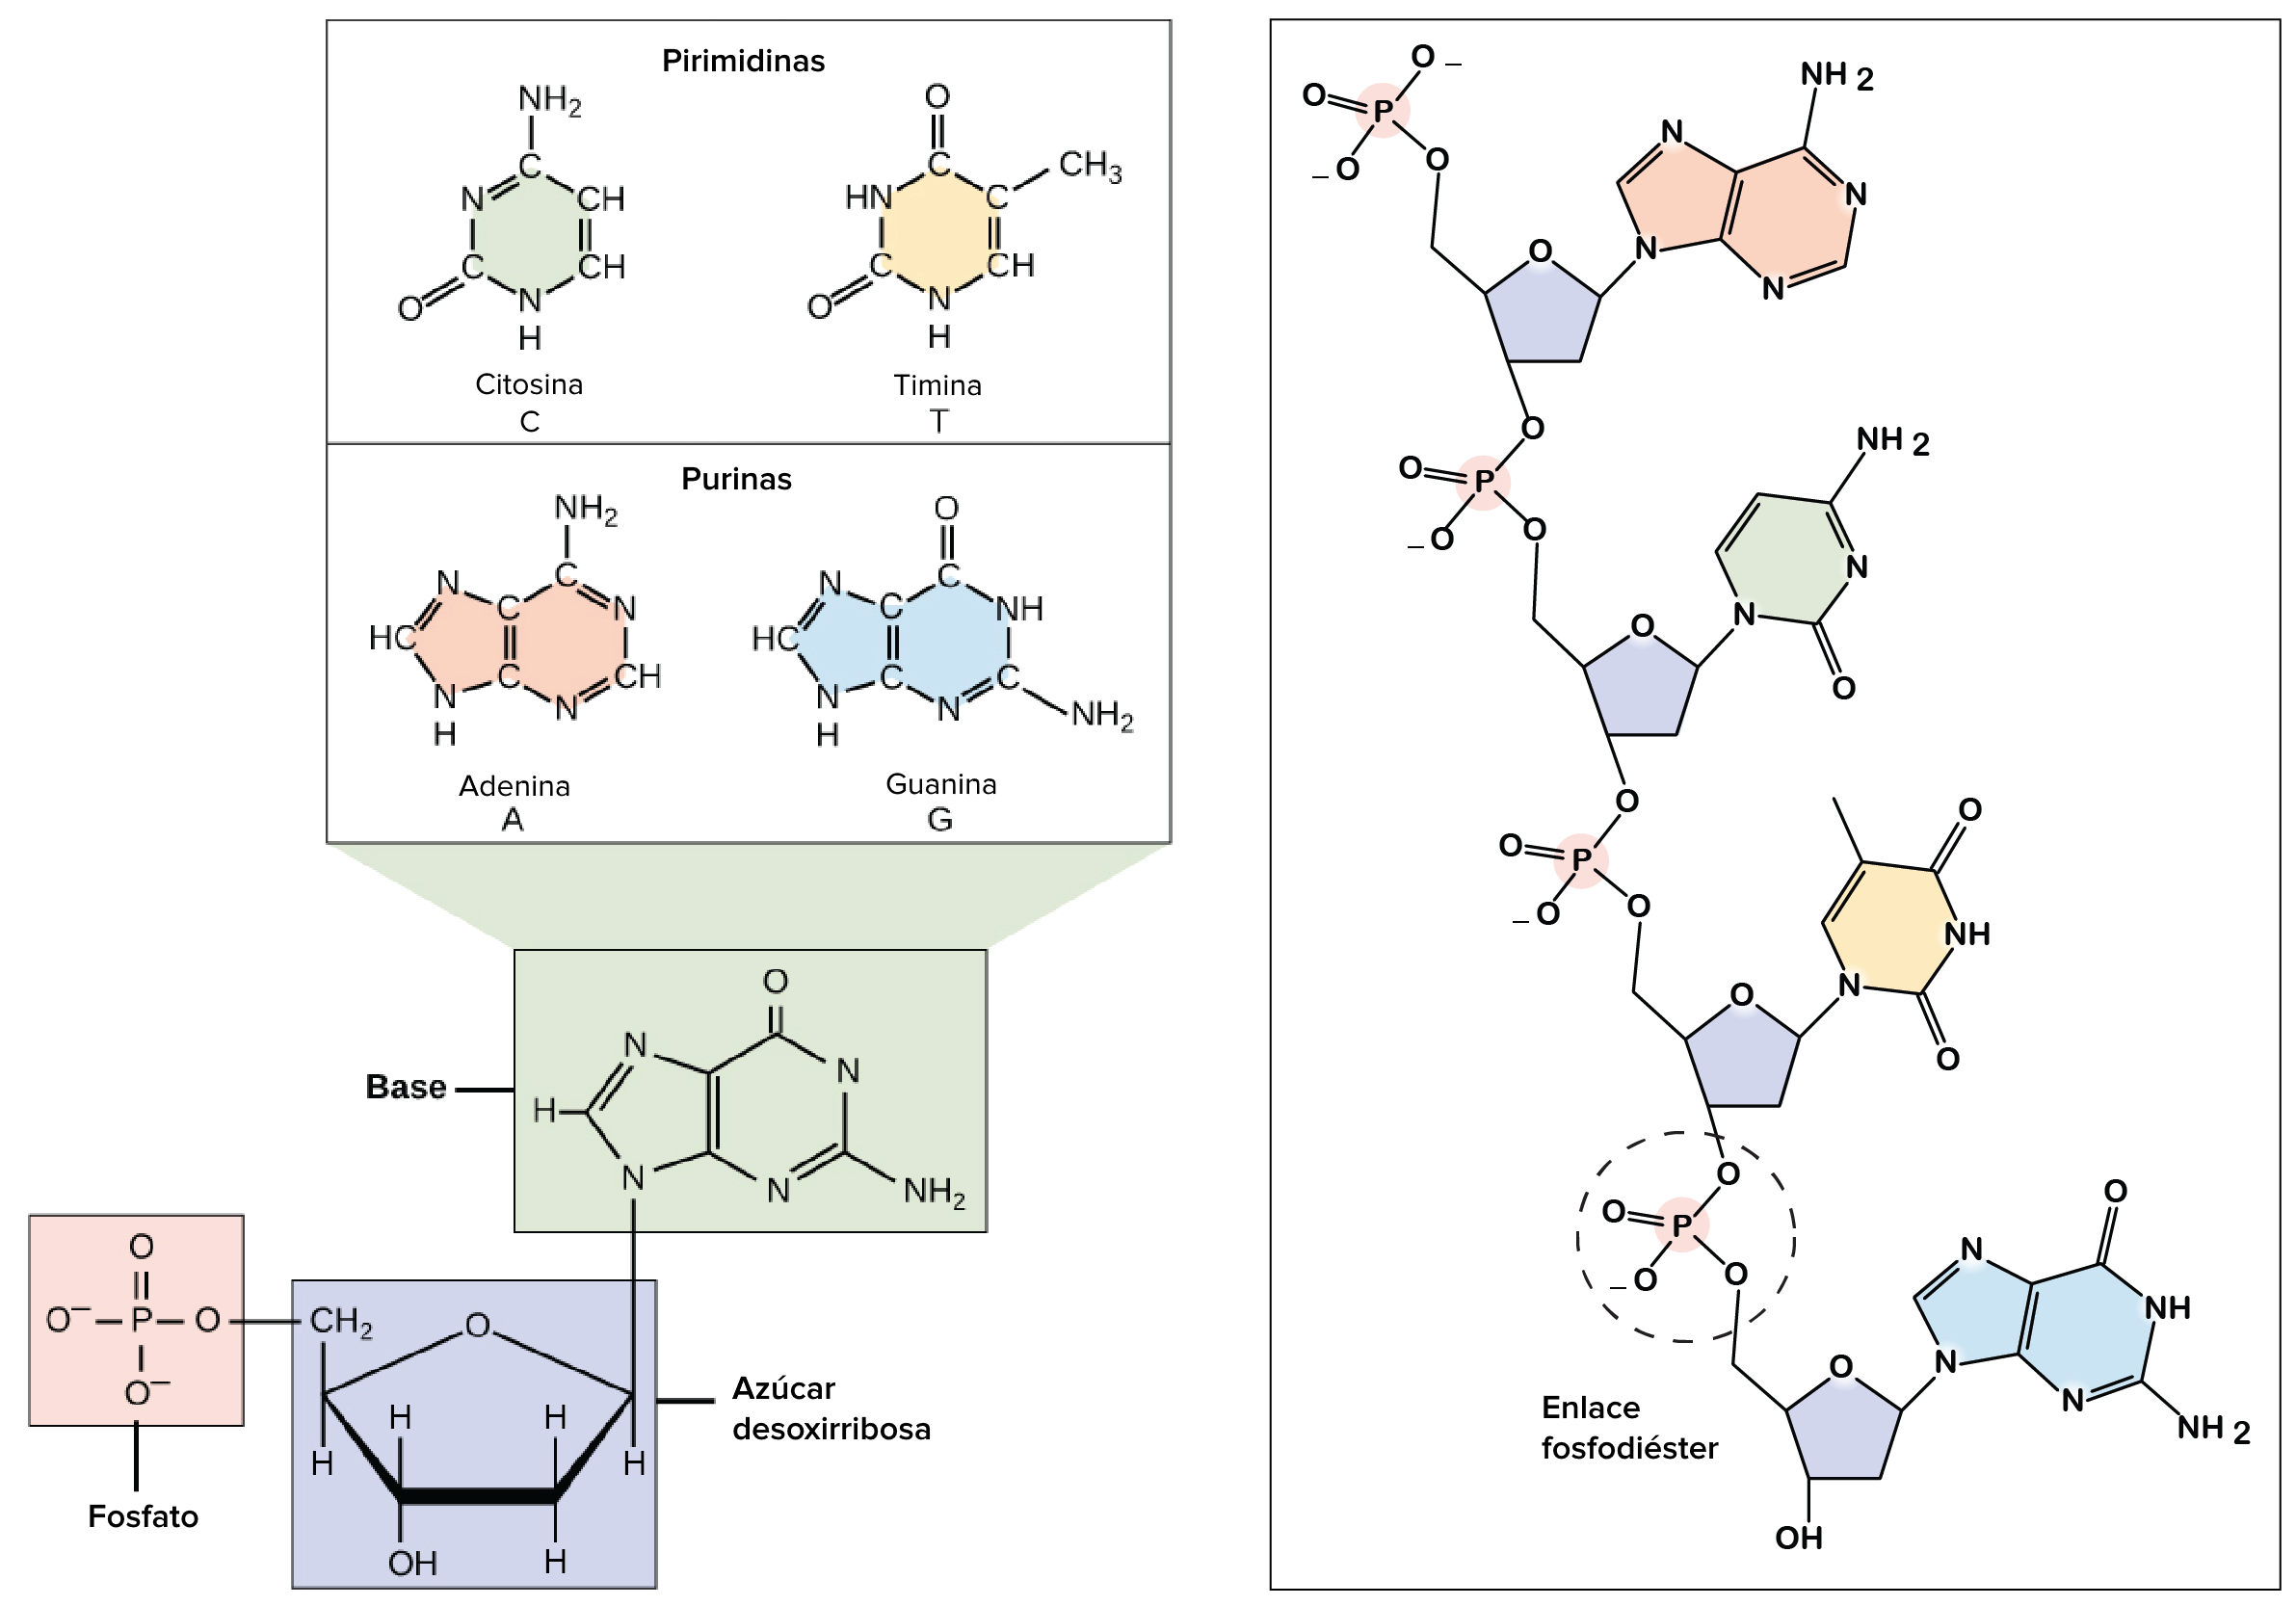 Pirimidinas
NH2
C
N
CH
C
CH
O
N
H
Citosina
C
O
C
CH3
HN
C
C
CH
O
N
H
Timina
T
Purinas
NH2
N
C
C
N
HC
C
CH
N
N
H
Adenina
A
O
N
C
C
NH
HC
C
C
N
N
NH2
H
Guanina
G
Base
O
N
N
H
N
N
NH2
O
O– P O
O–
Fosfato
CH2
O
H
H
H
H
OH
H
Azúcar
desoxirribosa
O –
O
P
– O
O
NH 2
N
N
N
N
O
O
O
P
– O
O
NH 2
N
N
O
O
O
O
P
– O
O
O
NH
N
O
O
O
O
P
– O
O
O
N
NH
N
N
NH 2
O
OH
Enlace
fosfodiéster